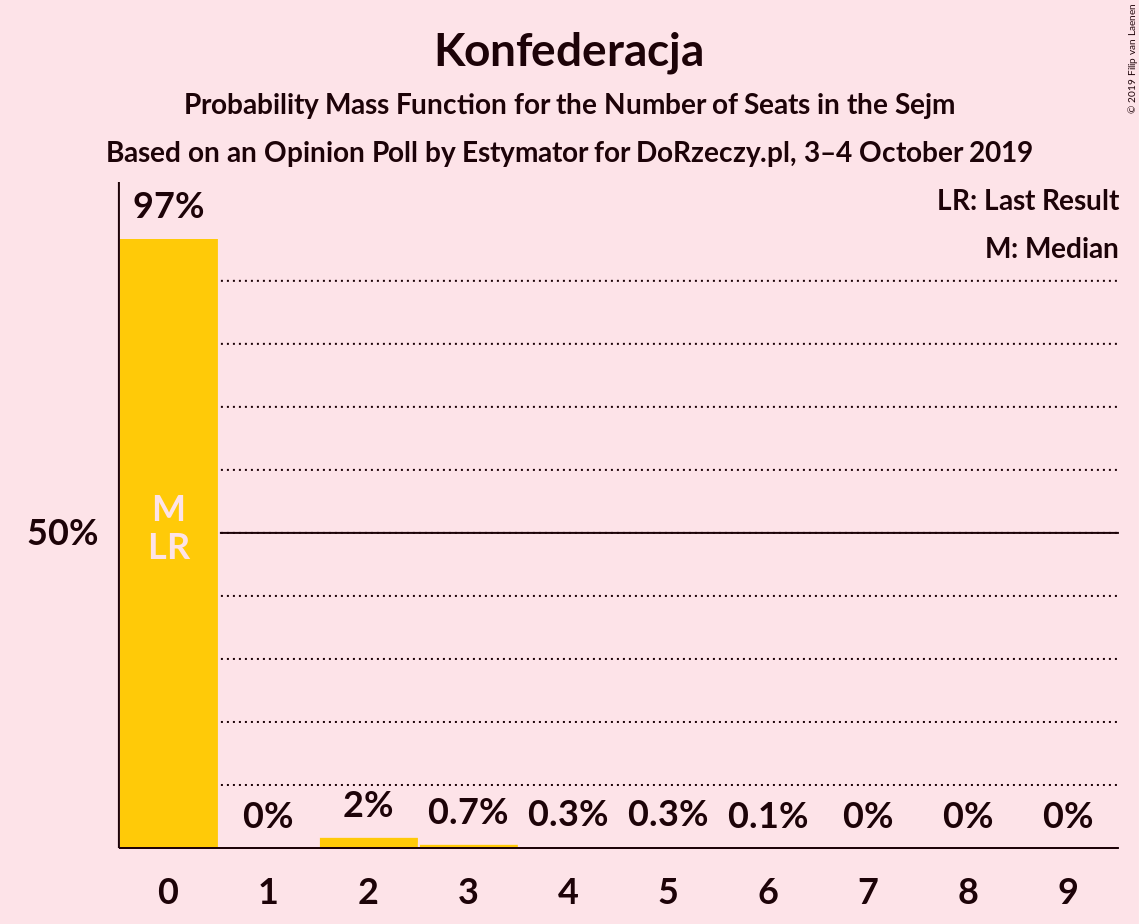 Konfederacja
Probability Mass Function for the Number of Seats in the Sejm
Based on an Opinion Poll by Estymator for DoRzeczy.pl, 3–4 October 2019
© 2019 Filip van Laenen
LR: Last Result
M: Median
97%
M
LR
50%
0%
2%
0.7%
0.3%
0.3%
0.1%
0%
0%
0%
0 1 2 3 4 5 6 7 8 9